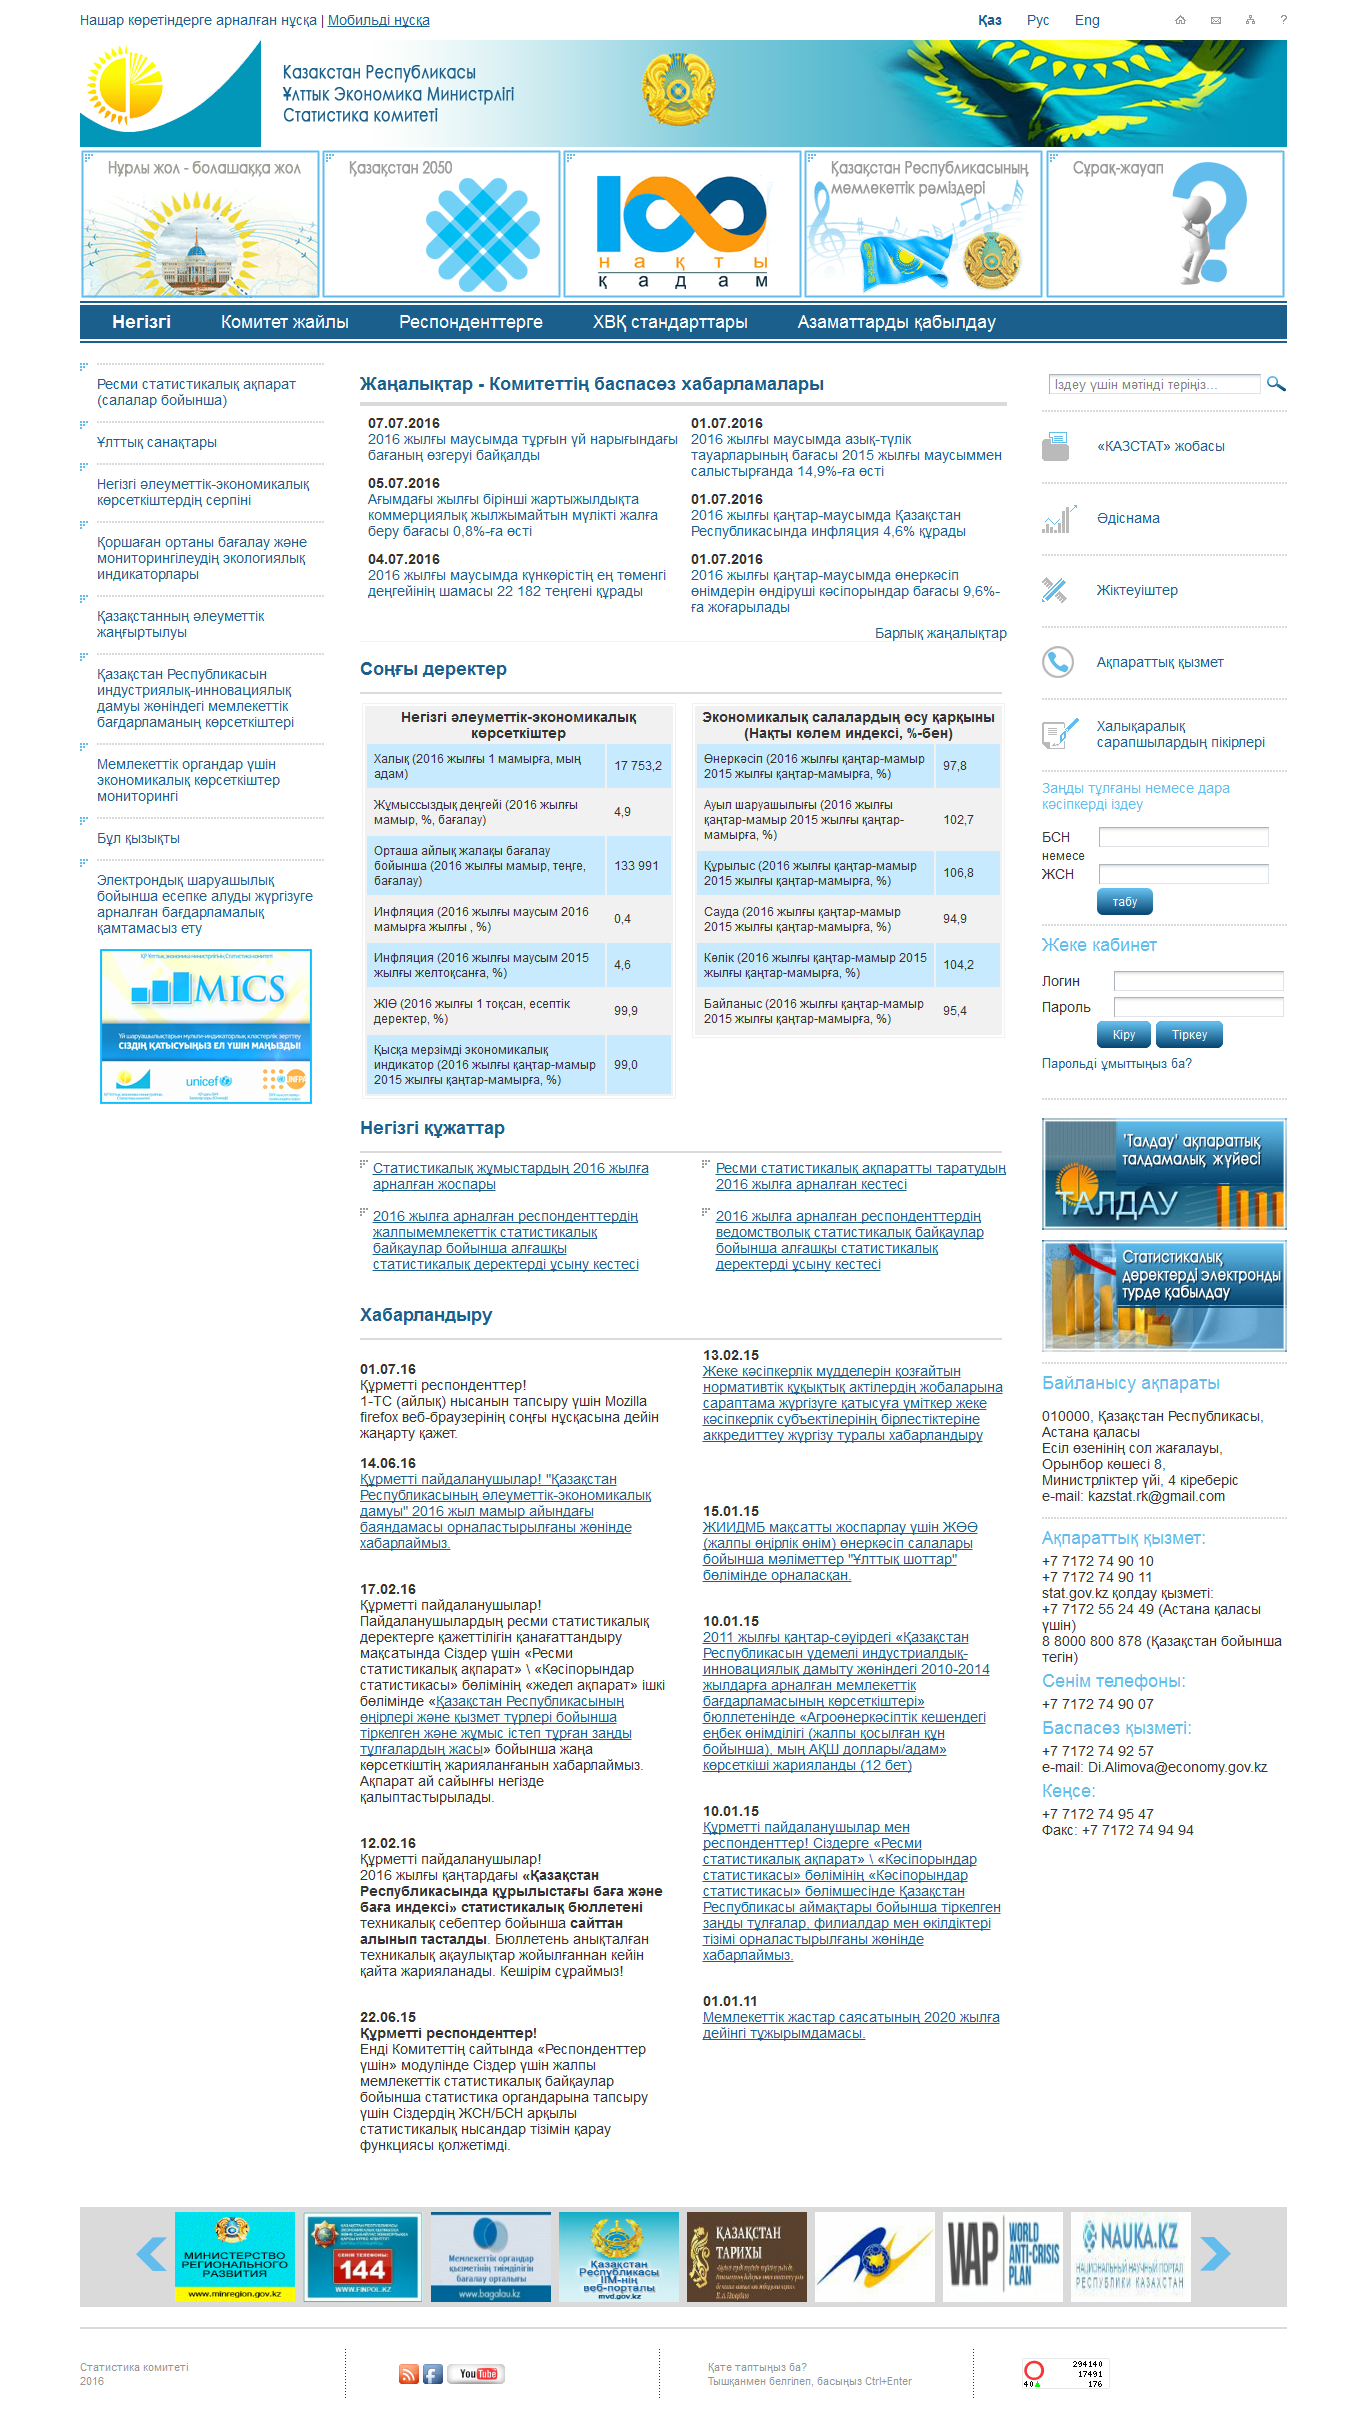 Нашар көретіндерге арналған нұсқа | Мобильді нұсқа
Қаз Рус Eng
Казақстан Республикасы
Ұлттық Экономика Министрлігі
Статистика комитеті
Нұрлы жол - болашаққа жол
Қазақстан 2050
100
НАҚТЫ
ҚАДАМ
Қазақстан Республикасының
мемлекеттік рәміздері
Сұрақ-жауап
Негізгі Комитет жайлы Респонденттерге ХВҚ стандарттары Азаматтарды қабылдау
Ресми статистикалық ақпарат
(салалар бойынша)
Ұлттық санақтары
Негізгі әлеуметтік-экономикалық
көрсеткіштердің серпіні
Қоршаған ортаны бағалау және
мониторингілеудің экологиялық
индикаторлары
Қазақстанның әлеуметтік
жаңғыртылуы
Қазақстан Республикасын
индустриялық-инновациялық
дамуы жөніндегі мемлекеттік
бағдарламаның көрсеткіштері
Мемлекеттік органдар үшін
экономикалық көрсеткіштер
мониторингі
Бұл қызықты
Электрондық шаруашылық
бойынша есепке алуды жүргізуге
арналған бағдарламалық
қамтамасыз ету
MICS
СІЗДІҢ ҚАТЫСУЫҢЫЗ ЕЛ ҮШІН МАҢЫЗДЫ!
unicef
UNFPA
Жаңалықтар - Комитеттің баспасөз хабарламалары
07.07.2016
2016 жылғы маусымда тұрғын үй нарығындағы
бағаның өзгеруі байқалды
05.07.2016
Ағымдағы жылғы бірінші жартыжылдықта
коммерциялық жылжымайтын мүлікті жалға
беру бағасы 0,8%-ға өсті
04.07.2016
2016 жылғы маусымда күнкөрістің ең төменгі
деңгейінің шамасы 22 182 теңгені құрады
01.07.2016
2016 жылғы маусымда азық-түлік
тауарларының бағасы 2015 жылғы маусыммен
салыстырғанда 14,9%-ға өсті
01.07.2016
2016 жылғы қаңтар-маусымда Қазақстан
Республикасында инфляция 4,6% құрады
01.07.2016
2016 жылғы қаңтар-маусымда өнеркәсіп
өнімдерін өндіруші кәсіпорындар бағасы 9,6%-
ға жоғарылады
Барлық жаңалықтар
Соңғы деректер
Негізгі әлеуметтік-экономикалық
көрсеткіштер
Халық (2016 жылғы 1 мамырға, мың
адам) 17 753,2
Жұмыссыздық деңгейі (2016 жылғы
мамыр, %, бағалау) 4,9
Орташа айлық жалақы бағалау
бойынша (2016 жылғы мамыр, теңге,
бағалау) 133 991
Инфляция (2016 жылғы маусым 2016
мамырға жылғы , %) 0,4
Инфляция (2016 жылғы маусым 2015
жылғы желтоқсанға, %) 4,6
ЖІӨ (2016 жылғы 1 тоқсан, есептік
деректер, %) 99,9
Қысқа мерзімді экономикалық
индикатор (2016 жылғы қаңтар-мамыр
2015 жылғы қаңтар-мамырға, %) 99,0
Экономикалық салалардың өсу қарқыны
(Нақты көлем индексі, %-бен)
Өнеркәсіп (2016 жылғы қаңтар-мамыр
2015 жылғы қаңтар-мамырға, %) 97,8
Ауыл шаруашылығы (2016 жылғы
қаңтар-мамыр 2015 жылғы қаңтар-
мамырға, %) 102,7
Құрылыс (2016 жылғы қаңтар-мамыр
2015 жылғы қаңтар-мамырға, %) 106,8
Сауда (2016 жылғы қаңтар-мамыр
2015 жылғы қаңтар-мамырға, %) 94,9
Көлік (2016 жылғы қаңтар-мамыр 2015
жылғы қаңтар-мамырға, %) 104,2
Байланыс (2016 жылғы қаңтар-мамыр
2015 жылғы қаңтар-мамырға, %) 95,4
Негізгі құжаттар
Статистикалық жұмыстардың 2016 жылға
арналған жоспары
Ресми статистикалық ақпаратты таратудың
2016 жылға арналған кестесі
2016 жылға арналған респонденттердің
жалпымемлекеттік статистикалық
байқаулар бойынша алғашқы
статистикалық деректерді ұсыну кестесі
2016 жылға арналған респонденттердің
ведомстволық статистикалық байқаулар
бойынша алғашқы статистикалық
деректерді ұсыну кестесі
Хабарландыру
01.07.16
Құрметті респонденттер!
1-ТС (айлық) нысанын тапсыру үшін Mozilla
firefox веб-браузерінің соңғы нұсқасына дейін
жаңарту қажет.
14.06.16
Құрметті пайдаланушылар! "Қазақстан
Республикасының әлеуметтік-экономикалық
дамуы" 2016 жыл мамыр айындағы
баяндамасы орналастырылғаны жөнінде
хабарлаймыз.
17.02.16
Құрметті пайдаланушылар!
Пайдаланушылардың ресми статистикалық
деректерге қажеттілігін қанағаттандыру
мақсатында Сіздер үшін «Ресми
статистикалық ақпарат» \ «Кәсіпорындар
статистикасы» бөлімінің «жедел ақпарат» ішкі
бөлімінде «Қазақстан Республикасының
өңірлері және қызмет түрлері бойынша
тіркелген және жұмыс істеп тұрған заңды
тұлғалардың жасы» бойынша жаңа
көрсеткіштің жарияланғанын хабарлаймыз.
Ақпарат ай сайынғы негізде
қалыптастырылады.
12.02.16
Құрметті пайдаланушылар!
2016 жылғы қаңтардағы «Қазақстан
Республикасында құрылыстағы баға және
баға индексі» статистикалық бюллетені
техникалық себептер бойынша сайттан
алынып тасталды. Бюллетень анықталған
техникалық ақаулықтар жойылғаннан кейін
қайта жарияланады. Кешірім сұраймыз!
22.06.15
Құрметті респонденттер!
Енді Комитеттің сайтында «Респонденттер
үшін» модулінде Сіздер үшін жалпы
мемлекеттік статистикалық байқаулар
бойынша статистика органдарына тапсыру
үшін Сіздердің ЖСН/БСН арқылы
статистикалық нысандар тізімін қарау
функциясы қолжетімді.
13.02.15
Жеке кәсіпкерлік мүдделерін қозғайтын
нормативтік құқықтық актілердің жобаларына
сараптама жүргізуге қатысуға үміткер жеке
кәсіпкерлік субъектілерінің бірлестіктеріне
аккредиттеу жүргізу туралы хабарландыру
15.01.15
ЖИИДМБ мақсатты жоспарлау үшін ЖӨӨ
(жалпы өңірлік өнім) өнеркәсіп салалары
бойынша мәліметтер "Ұлттық шоттар"
бөлімінде орналасқан.
10.01.15
2011 жылғы қаңтар-сәуірдегі «Қазақстан
Республикасын үдемелі индустриалдық-
инновациялық дамыту жөніндегі 2010-2014
жылдарға арналған мемлекеттік
бағдарламасының көрсеткіштері»
бюллетенінде «Агроөнеркәсіптік кешендегі
еңбек өнімділігі (жалпы қосылған құн
бойынша), мың АҚШ доллары/адам»
көрсеткіші жарияланды (12 бет)
10.01.15
Құрметті пайдаланушылар мен
респонденттер! Сіздерге «Ресми
статистикалық ақпарат» \ «Кәсіпорындар
статистикасы» бөлімінің «Кәсіпорындар
статистикасы» бөлімшесінде Қазақстан
Республикасы аймақтары бойынша тіркелген
заңды тұлғалар, филиалдар мен өкілдіктері
тізімі орналастырылғаны жөнінде
хабарлаймыз.
01.01.11
Мемлекеттік жастар саясатының 2020 жылға
дейінгі тұжырымдамасы.
Іздеу үшін мәтінді теріңіз...
«КАЗСТАТ» жобасы
Әдіснама
Жіктеуіштер
Ақпараттық қызмет
Халықаралық
сарапшылардың пікірлері
Заңды тұлғаны немесе дара
кәсіпкерді іздеу
БСН
немесе
ЖСН
табу
Жеке кабинет
Логин
Пароль
Кіру Тіркеу
Парольді ұмыттыңыз ба?
'Талдау' ақпараттық
талдамалық жүйесі
ТАЛДАУ
Статистикалық
деректерді электронды
түрде қабылдау
Байланысу ақпараты
010000, Қазақстан Республикасы,
Астана қаласы
Есіл өзенінің сол жағалауы,
Орынбор көшесі 8,
Министрліктер үйі, 4 кіреберіс
e-mail: kazstat.rk@gmail.com
Ақпараттық қызмет:
+7 7172 74 90 10
+7 7172 74 90 11
stat.gov.kz қолдау қызметі:
+7 7172 55 24 49 (Астана қаласы
үшін)
8 8000 800 878 (Қазақстан бойынша
тегін)
Сенім телефоны:
+7 7172 74 90 07
Баспасөз қызметі:
+7 7172 74 92 57
e-mail: Di.Alimova@economy.gov.kz
Кеңсе:
+7 7172 74 95 47
Факс: +7 7172 74 94 94
МИНИСТЕРСТВО
РЕГИОНАЛЬНОГО
РАЗВИТИЯ
www.minregion.gov.kz
СЕНІМ ТЕЛЕФОНЫ:
144
WWW.FINPOL.KZ
Мемлекеттік органдар
қызметінің тиімділігін
бағалау орталығы
www.bagalau.kz
Қазақстан
Республикасы
ІІМ-нің
веб-порталы
mvd.gov.kz
ҚАЗАҚСТАН
ТАРИХЫ
WAP WORLD
ANTI-CRISIS
PLAN
NAUKA.KZ
НАЦИОНАЛЬНЫЙ НАУЧНЫЙ ПОРТАЛ
РЕСПУБЛИКИ КАЗАХСТАН
Статистика комитеті
2016
YouTube
Қате таптыңыз ба?
Тышқанмен белгілеп, басыңыз Ctrl+Enter
294140
17491
40 176